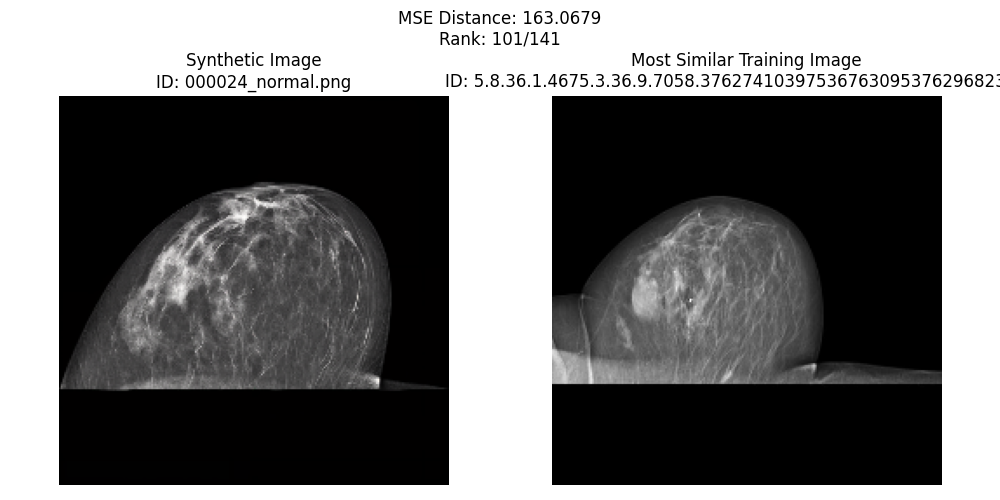 MSE Distance: 163.0679
Rank: 101/141
Synthetic Image
ID: 000024_normal.png
Most Similar Training Image
ID: 5.8.36.1.4675.3.36.9.7058.37627410397536763095376296823